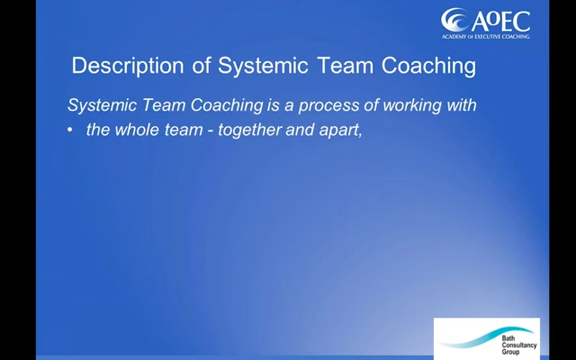 AOEC
ACADEMY OF EXECUTIVE COACHING
Description of Systemic Team Coaching
Systemic Team Coaching is a process of working with
• the whole team - together and apart,
Bath
Consultancy
Group